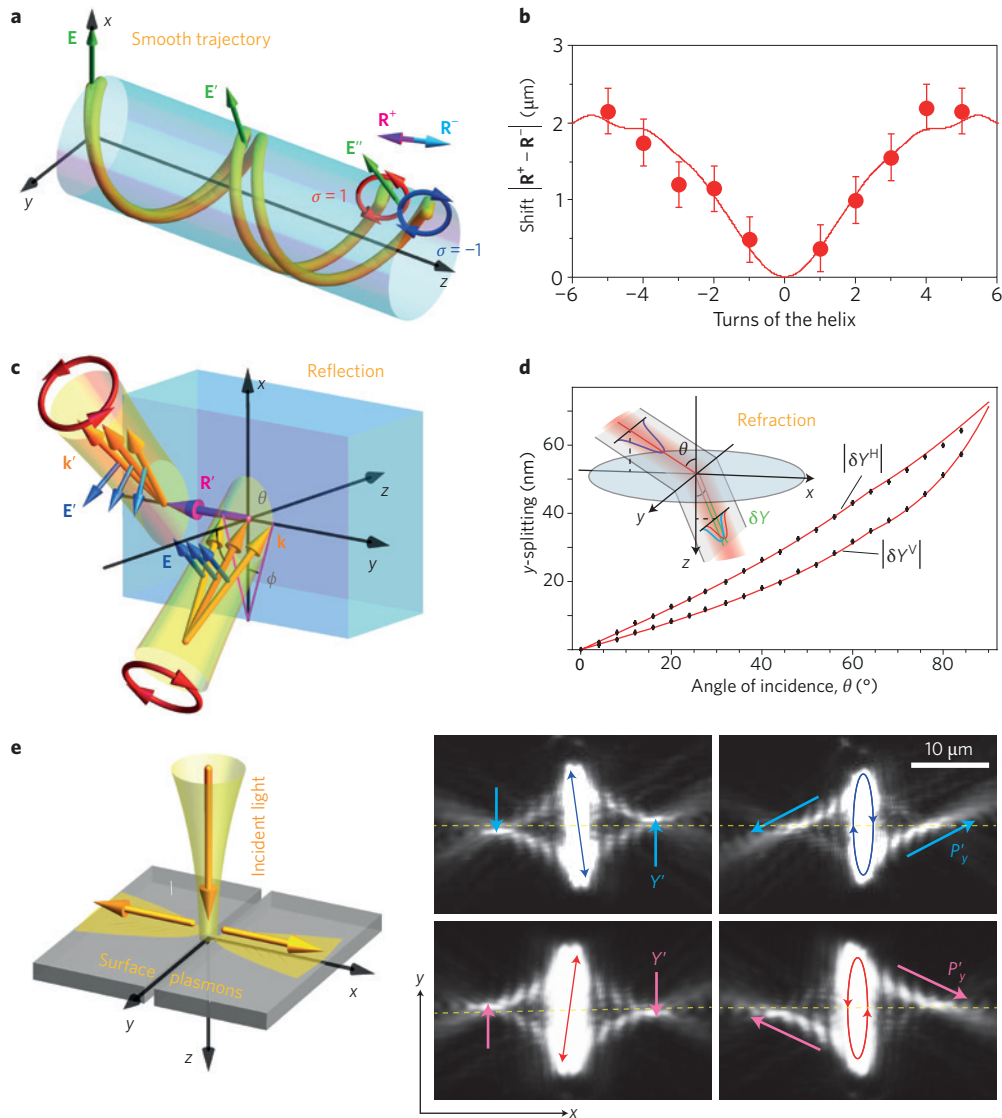 a
x
E
Smooth trajectory
E′
R⁺
R⁻
E″
σ = 1
σ = −1
y
z
b
3
2
1
0
Shift |R⁺ − R⁻| (μm)
−6 −4 −2 0 2 4 6
Turns of the helix
c
x
Reflection
k′
E′
R′
θ
z
E
k
ϕ
y
d
60
40
20
0 20 40 60 80
y-splitting (nm)
Angle of incidence, θ (°)
Refraction
θ
x
y
δY
z
|δYᴴ|
|δYⱽ|
e
Incident light
Surface plasmons
x
y
z
10 μm
Y′
P′y
Y′
P′y
y
x